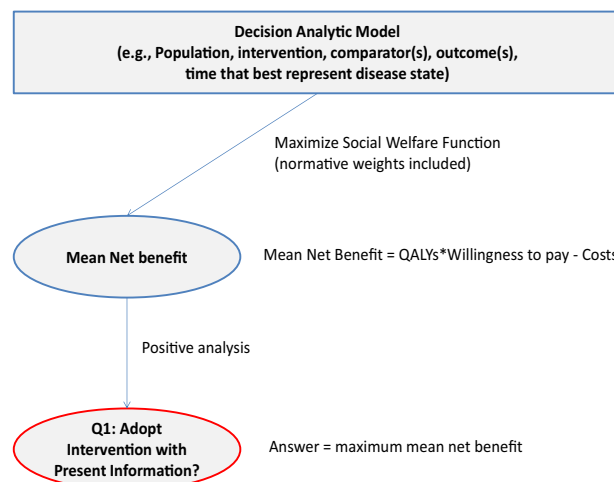 Decision Analytic Model
(e.g., Population, intervention, comparator(s), outcome(s),
time that best represent disease state)
Maximize Social Welfare Function
(normative weights included)
Mean Net benefit
Mean Net Benefit = QALYs*Willingness to pay - Costs
Positive analysis
Q1: Adopt
Intervention with
Present Information?
Answer = maximum mean net benefit